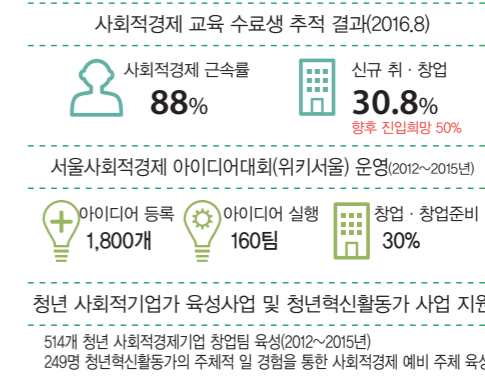 사회적경제 교육 수료생 추적 결과(2016.8)
사회적경제 근속률
88%
신규 취 · 창업
30.8%
향후 진입희망 50%
서울사회적경제 아이디어대회(위키서울) 운영(2012~2015년)
아이디어 등록
1,800개
아이디어 실행
160팀
창업 · 창업준비
30%
청년 사회적기업가 육성사업 및 청년혁신활동가 사업 지원
514개 청년 사회적경제기업 창업팀 육성(2012~2015년)
249명 청년혁신활동가의 주체적 일 경험을 통한 사회적경제 예비 주체 육성